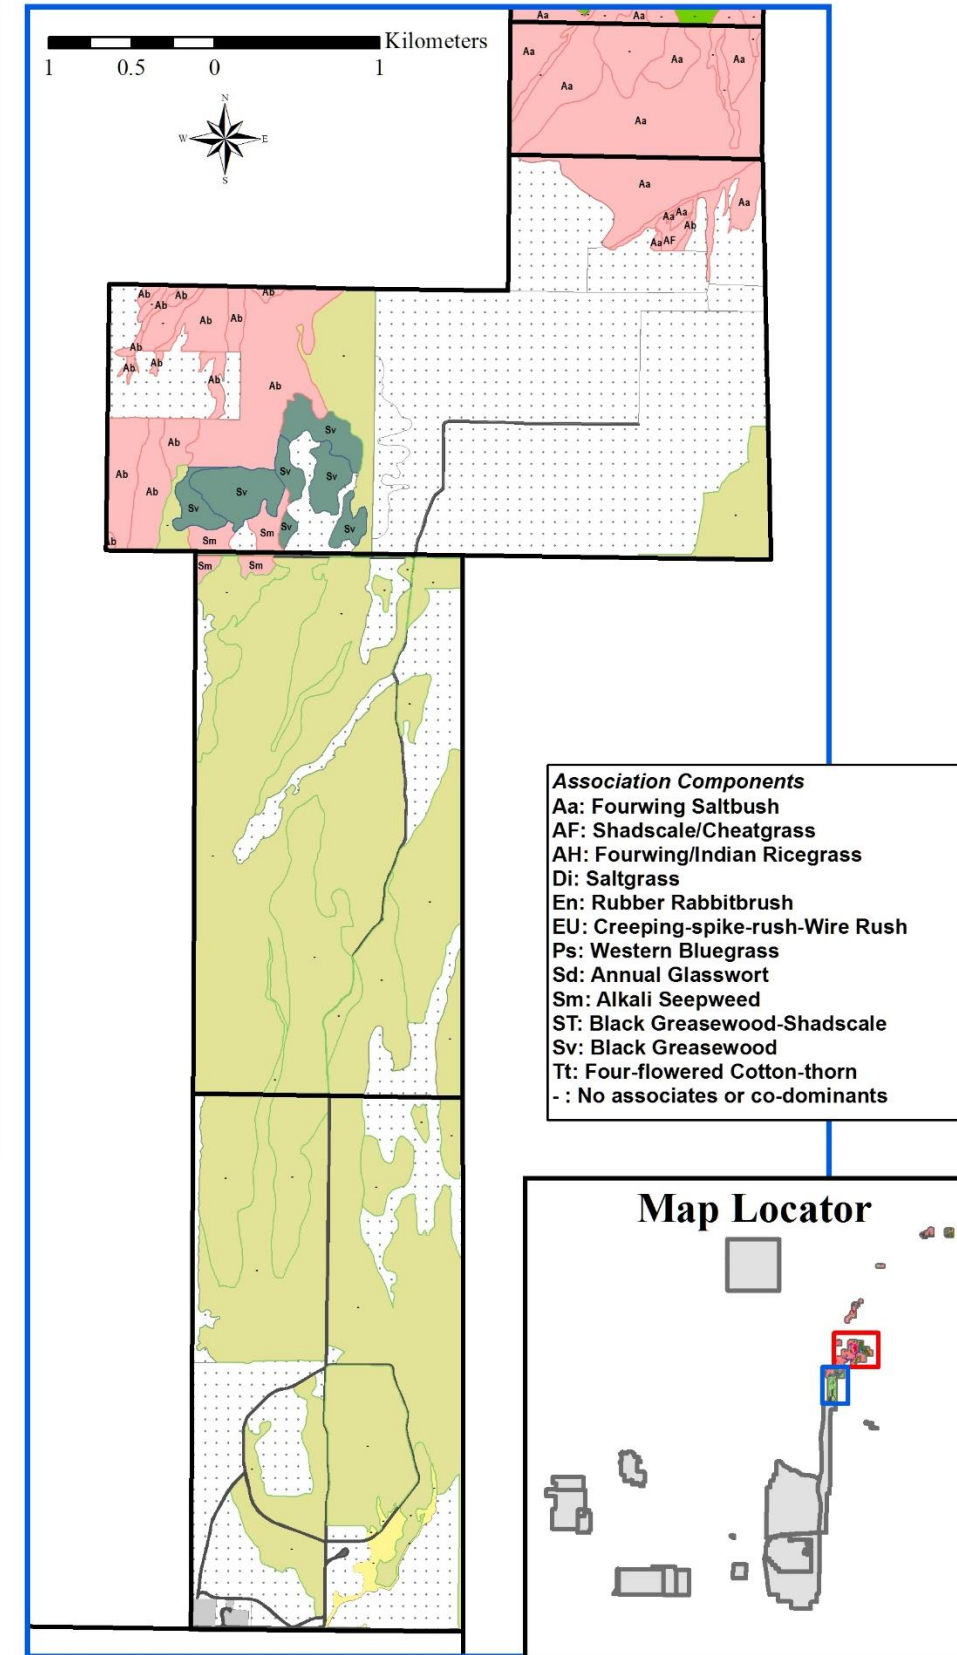 Aa Aa
Kilometers
1 0.5 0 1
Aa Aa Aa
Aa
Aa
N
W E
S
Aa
Aa
Aa Aa
Ab
Aa AF
Ab Ab Ab
Ab
Ab Ab
Ab
Ab Ab
Ab
Ab
Sv
Ab
Ab Sv Sv
Ab Sv
Sv
Sm Sv Sv
Sm
b
Sm Sm
Association Components
Aa: Fourwing Saltbush
AF: Shadscale/Cheatgrass
AH: Fourwing/Indian Ricegrass
Di: Saltgrass
En: Rubber Rabbitbrush
EU: Creeping-spike-rush-Wire Rush
Ps: Western Bluegrass
Sd: Annual Glasswort
Sm: Alkali Seepweed
ST: Black Greasewood-Shadscale
Sv: Black Greasewood
Tt: Four-flowered Cotton-thorn
- : No associates or co-dominants
Map Locator